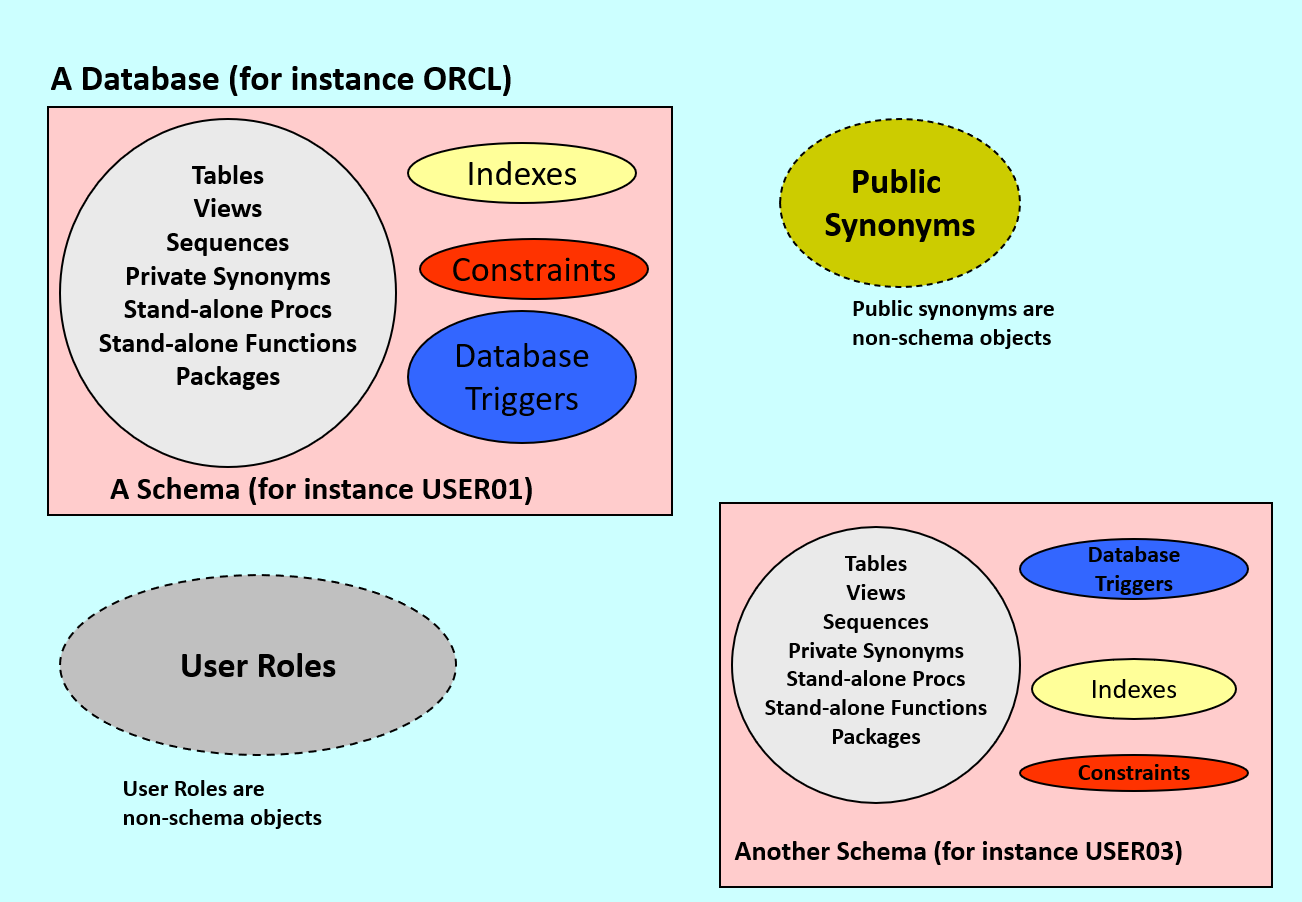 A Database (for instance ORCL)
Tables
Views
Sequences
Private Synonyms
Stand-alone Procs
Stand-alone Functions
Packages
Indexes
Constraints
Database
Triggers
A Schema (for instance USER01)
Public
Synonyms
Public synonyms are
non-schema objects
User Roles
User Roles are
non-schema objects
Tables
Views
Sequences
Private Synonyms
Stand-alone Procs
Stand-alone Functions
Packages
Database
Triggers
Indexes
Constraints
Another Schema (for instance USER03)